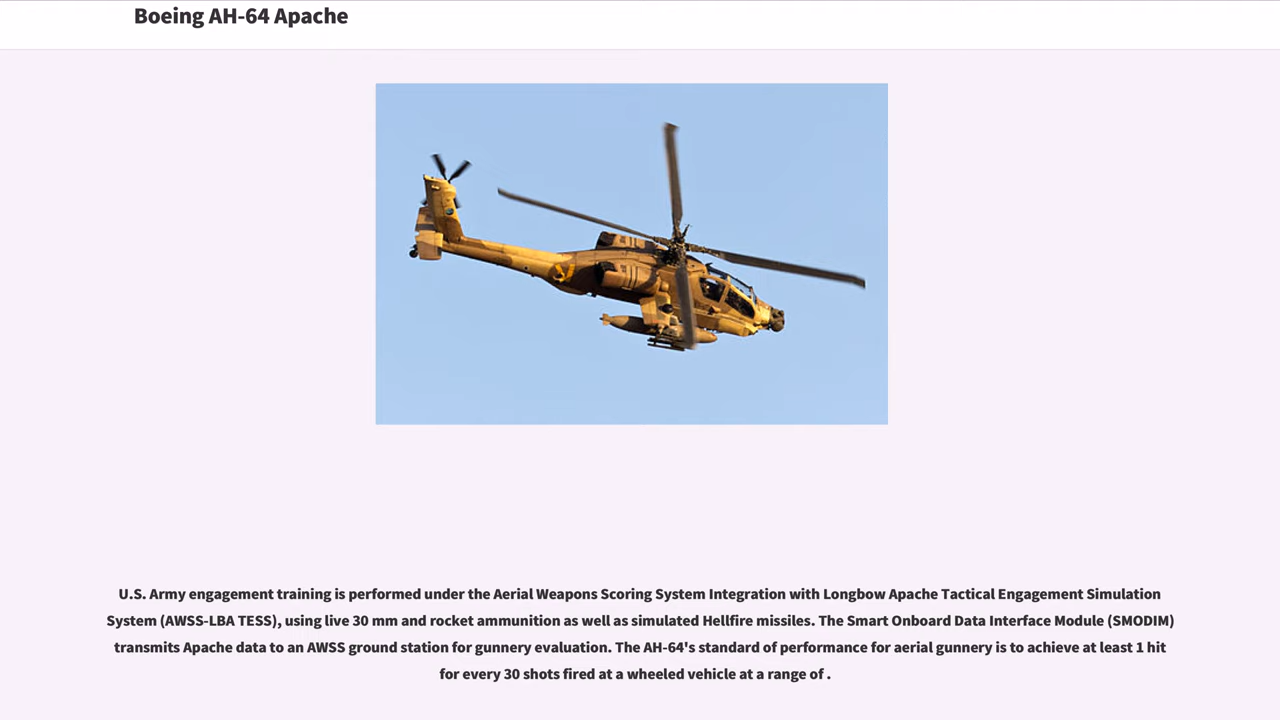 Boeing AH-64 Apache
U.S. Army engagement training is performed under the Aerial Weapons Scoring System Integration with Longbow Apache Tactical Engagement Simulation
System (AWSS-LBA TESS), using live 30 mm and rocket ammunition as well as simulated Hellfire missiles. The Smart Onboard Data Interface Module (SMODIM)
transmits Apache data to an AWSS ground station for gunnery evaluation. The AH-64's standard of performance for aerial gunnery is to achieve at least 1 hit
for every 30 shots fired at a wheeled vehicle at a range of .